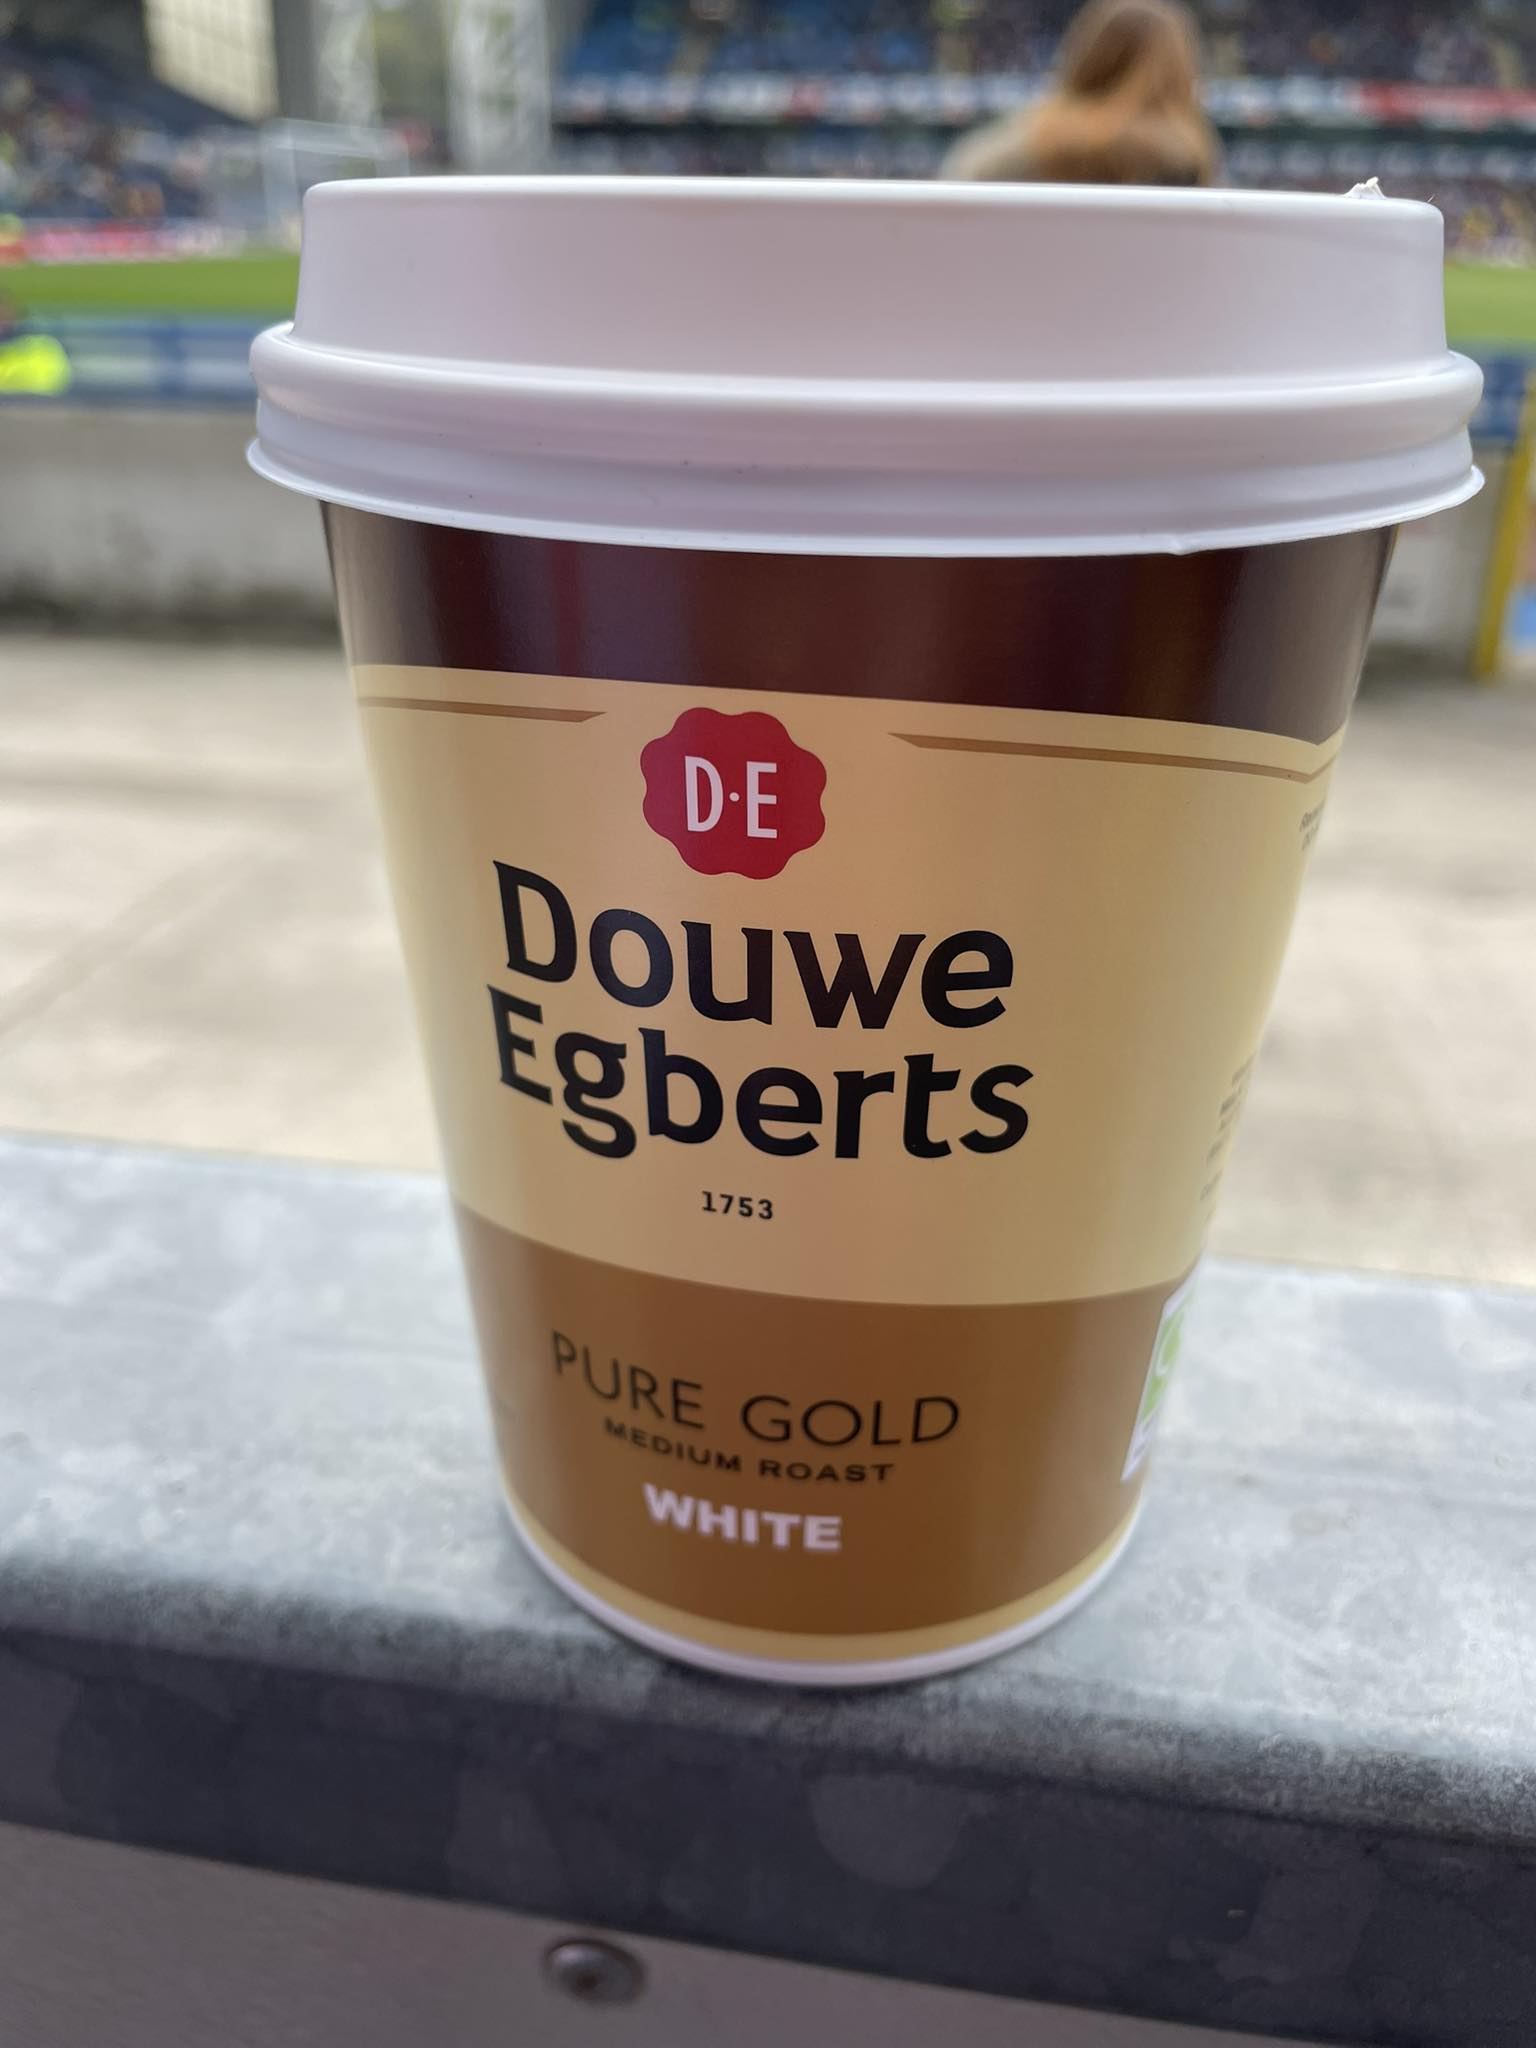 D·E
Douwe
Egberts
1753
PURE GOLD
MEDIUM ROAST
WHITE